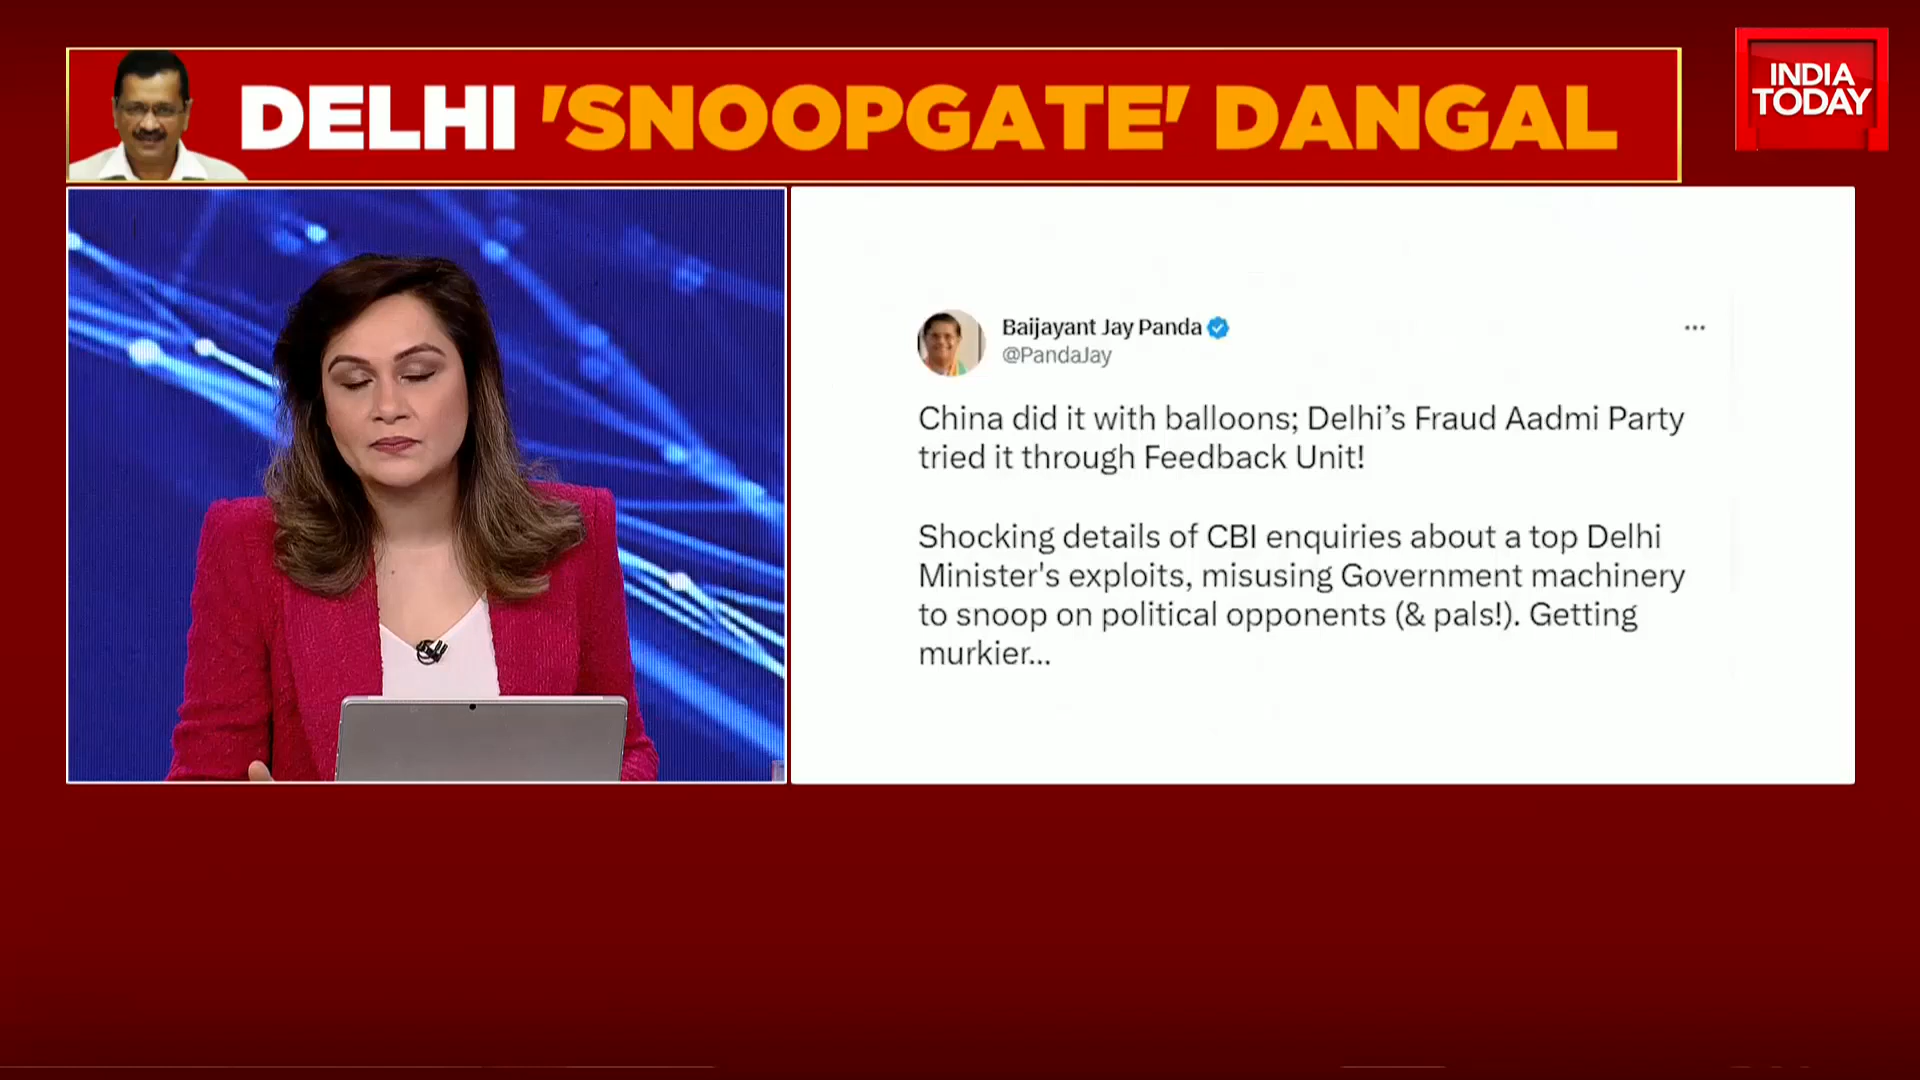 DELHI 'SNOOPGATE' DANGAL
INDIA
TODAY
Baijayant Jay Panda
@PandaJay
China did it with balloons; Delhi’s Fraud Aadmi Party
tried it through Feedback Unit!
Shocking details of CBI enquiries about a top Delhi
Minister's exploits, misusing Government machinery
to snoop on political opponents (& pals!). Getting
murkier...